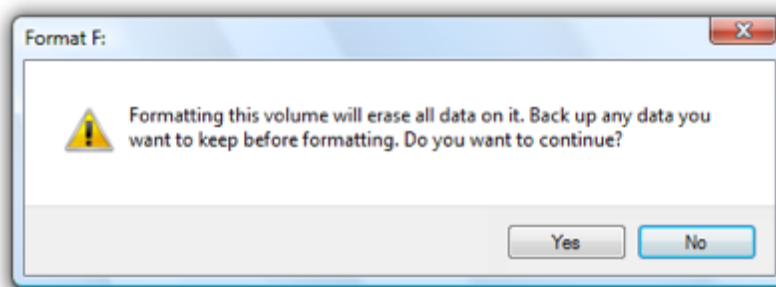 Format F:
Formatting this volume will erase all data on it. Back up any data you
want to keep before formatting. Do you want to continue?
Yes
No